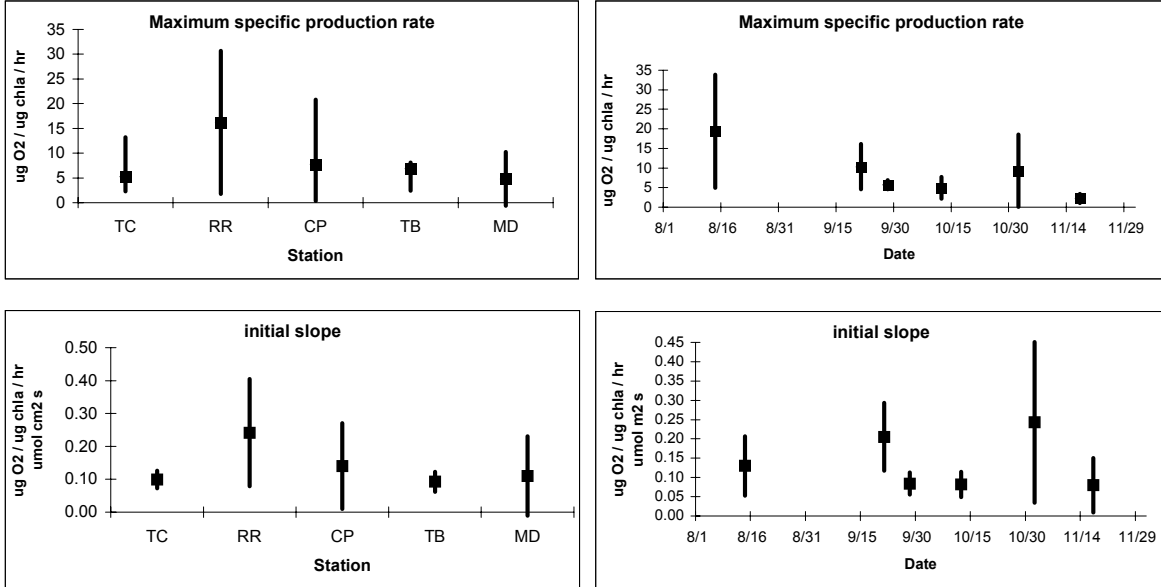 Maximum specific production rate
ug O2 / ug chla / hr
35
30
25
20
15
10
5
0
TC RR CP TB MD
Station
Maximum specific production rate
ug O2 / ug chla / hr
35
30
25
20
15
10
5
0
8/1 8/16 8/31 9/15 9/30 10/15 10/30 11/14 11/29
Date
initial slope
ug O2 / ug chla / hr
umol cm2 s
0.50
0.40
0.30
0.20
0.10
0.00
TC RR CP TB MD
Station
initial slope
ug O2 / ug chla / hr
umol m2 s
0.45
0.40
0.35
0.30
0.25
0.20
0.15
0.10
0.05
0.00
8/1 8/16 8/31 9/15 9/30 10/15 10/30 11/14 11/29
Date